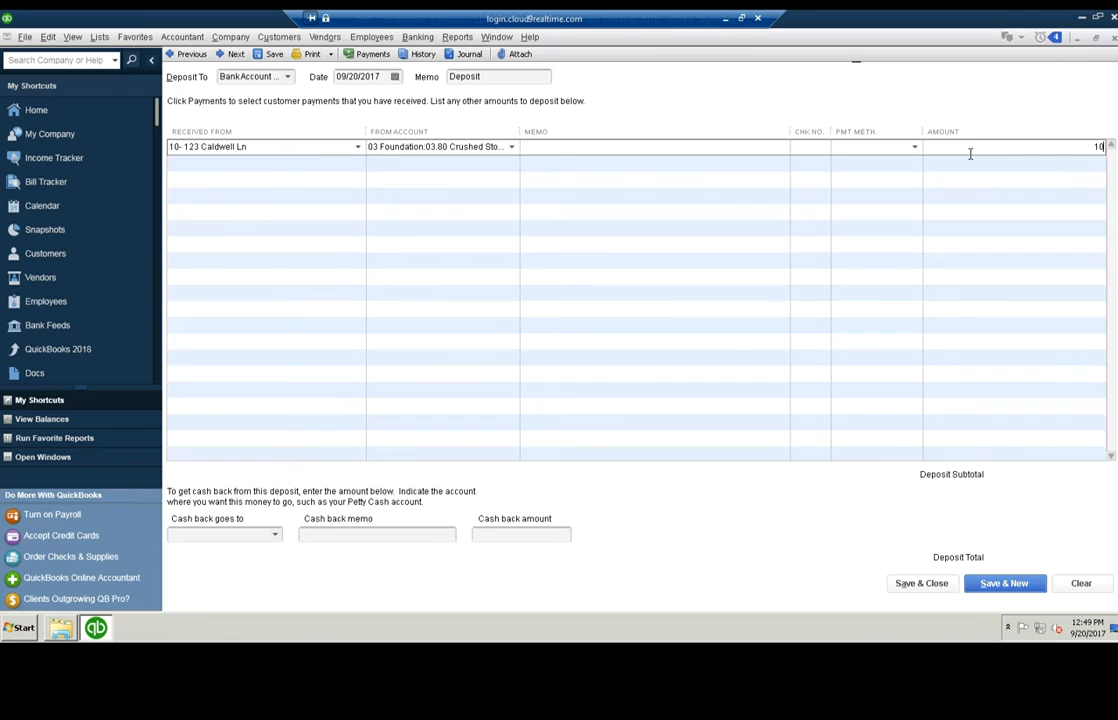 login.cloud9realtime.com
File Edit View Lists Favorites Accountant Company Customers Vendors Employees Banking Reports Window Help
4
Search Company or Help
Previous Next Save Print Payments History Journal Attach
My Shortcuts
Home
My Company
Income Tracker
Bill Tracker
Calendar
Snapshots
Customers
Vendors
Employees
Bank Feeds
QuickBooks 2018
Docs
My Shortcuts
View Balances
Run Favorite Reports
Open Windows
Do More With QuickBooks
Turn on Payroll
Accept Credit Cards
Order Checks & Supplies
QuickBooks Online Accountant
Clients Outgrowing QB Pro?
Deposit To BankAccount ... Date 09/20/2017 Memo Deposit
Click Payments to select customer payments that you have received. List any other amounts to deposit below.
RECEIVED FROM FROM ACCOUNT MEMO CHK NO. PMT METH. AMOUNT
10- 123 Caldwell Ln 03 Foundation:03.80 Crushed Sto... 10
Deposit Subtotal
To get cash back from this deposit, enter the amount below. Indicate the account
where you want this money to go, such as your Petty Cash account.
Cash back goes to Cash back memo Cash back amount
Deposit Total
Save & Close Save & New Clear
Start qb
12:49 PM
9/20/2017